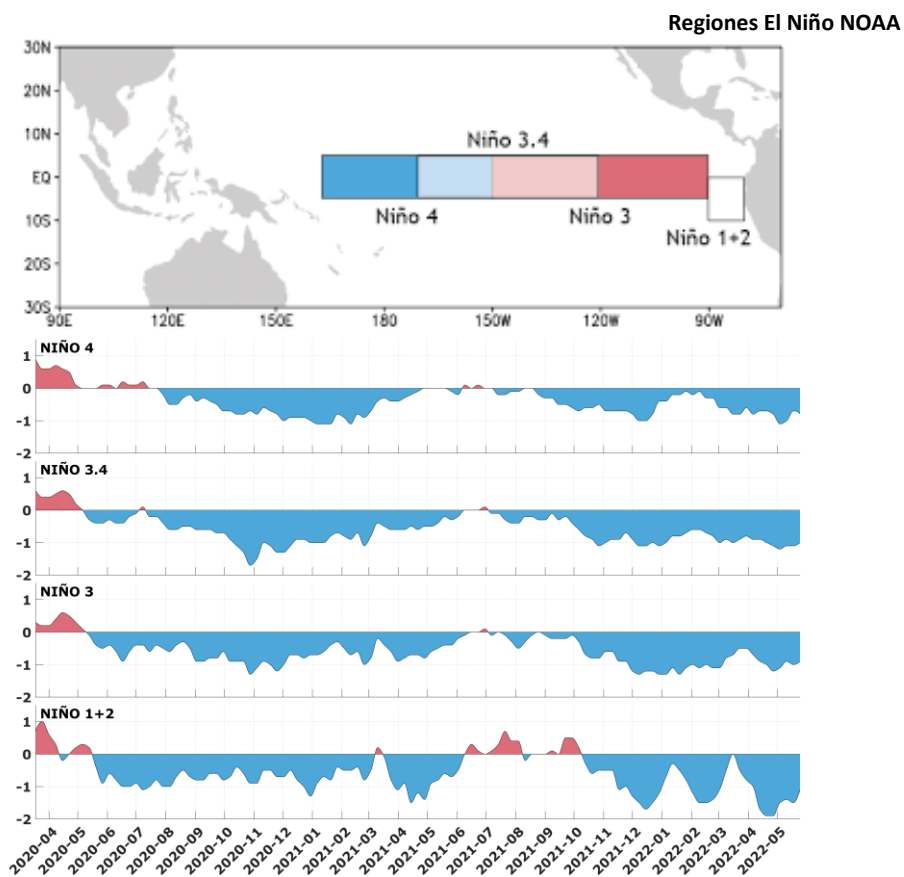 Regiones El Niño NOAA
30N
20N
10N
EQ
10S
20S
30S
Niño 3.4
Niño 4
Niño 3
Niño 1+2
90E 120E 150E 180 150W 120W 90W
NIÑO 4
1
0
-1
-2
NIÑO 3.4
1
0
-1
-2
NIÑO 3
1
0
-1
-2
NIÑO 1+2
1
0
-1
-2
2020-04 2020-05 2020-06 2020-07 2020-08 2020-09 2020-10 2020-11 2020-12 2021-01 2021-02 2021-03 2021-04 2021-05 2021-06 2021-07 2021-08 2021-09 2021-10 2021-11 2021-12 2022-01 2022-02 2022-03 2022-04 2022-05